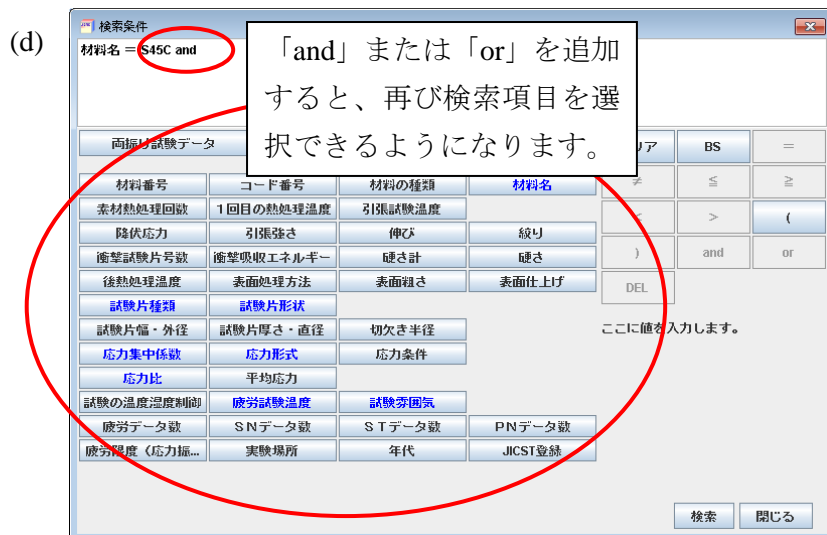 (d)
検索条件
材料名 = S45C and
「and」または「or」を追加
すると、再び検索項目を選
択できるようになります。
両振り試験データ
リア BS =
材料番号 コード番号 材料の種類 材料名 ≠ ≦ ≧
素材熱処理回数 1回目の熱処理温度 引張試験温度 < > (
降伏応力 引張強さ 伸び 絞り
衝撃試験片号数 衝撃吸収エネルギー 硬さ計 硬さ ) and or
後熱処理温度 表面処理方法 表面粗さ 表面仕上げ DEL
試験片種類 試験片形状
試験片幅・外径 試験片厚さ・直径 切欠き半径 ここに値を入力します。
応力集中係数 応力形式 応力条件
応力比 平均応力
試験の温度湿度制御 疲労試験温度 試験雰囲気
疲労データ数 SNデータ数 STデータ数 PNデータ数
疲労限度（応力振... 実験場所 年代 JICST登録
検索 閉じる